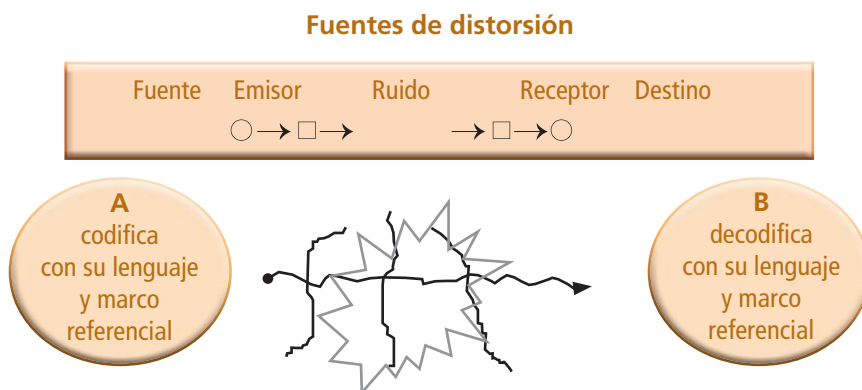 Fuentes de distorsión
Fuente Emisor Ruido Receptor Destino
A
codifica
con su lenguaje
y marco
referencial
B
decodifica
con su lenguaje
y marco
referencial